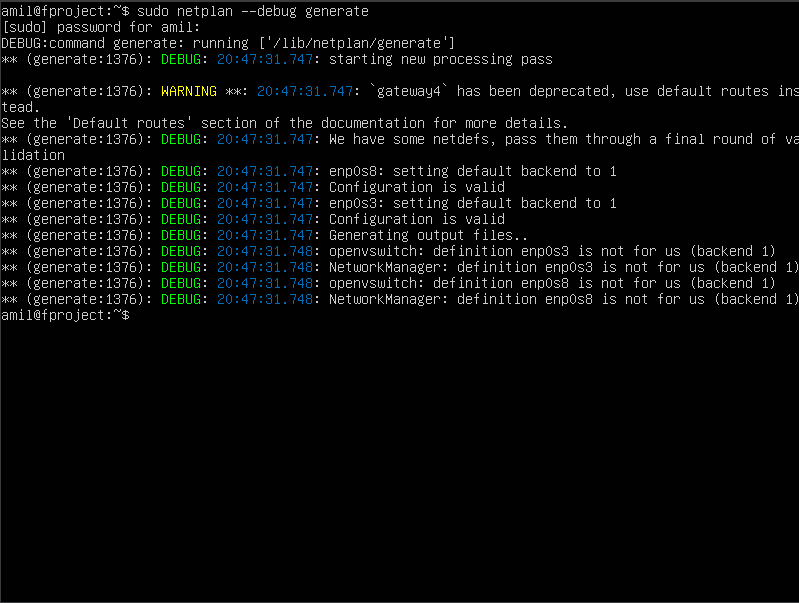 amil@fproject:~$ sudo netplan --debug generate
[sudo] password for amil:
DEBUG:command generate: running ['/lib/netplan/generate']
** (generate:1376): DEBUG: 20:47:31.747: starting new processing pass
** (generate:1376): WARNING **: 20:47:31.747: `gateway4` has been deprecated, use default routes ins
tead.
See the 'Default routes' section of the documentation for more details.
** (generate:1376): DEBUG: 20:47:31.747: We have some netdefs, pass them through a final round of va
lidation
** (generate:1376): DEBUG: 20:47:31.747: enp0s8: setting default backend to 1
** (generate:1376): DEBUG: 20:47:31.747: Configuration is valid
** (generate:1376): DEBUG: 20:47:31.747: enp0s3: setting default backend to 1
** (generate:1376): DEBUG: 20:47:31.747: Configuration is valid
** (generate:1376): DEBUG: 20:47:31.747: Generating output files..
** (generate:1376): DEBUG: 20:47:31.748: openvswitch: definition enp0s3 is not for us (backend 1)
** (generate:1376): DEBUG: 20:47:31.748: NetworkManager: definition enp0s3 is not for us (backend 1)
** (generate:1376): DEBUG: 20:47:31.748: openvswitch: definition enp0s8 is not for us (backend 1)
** (generate:1376): DEBUG: 20:47:31.748: NetworkManager: definition enp0s8 is not for us (backend 1)
amil@fproject:~$